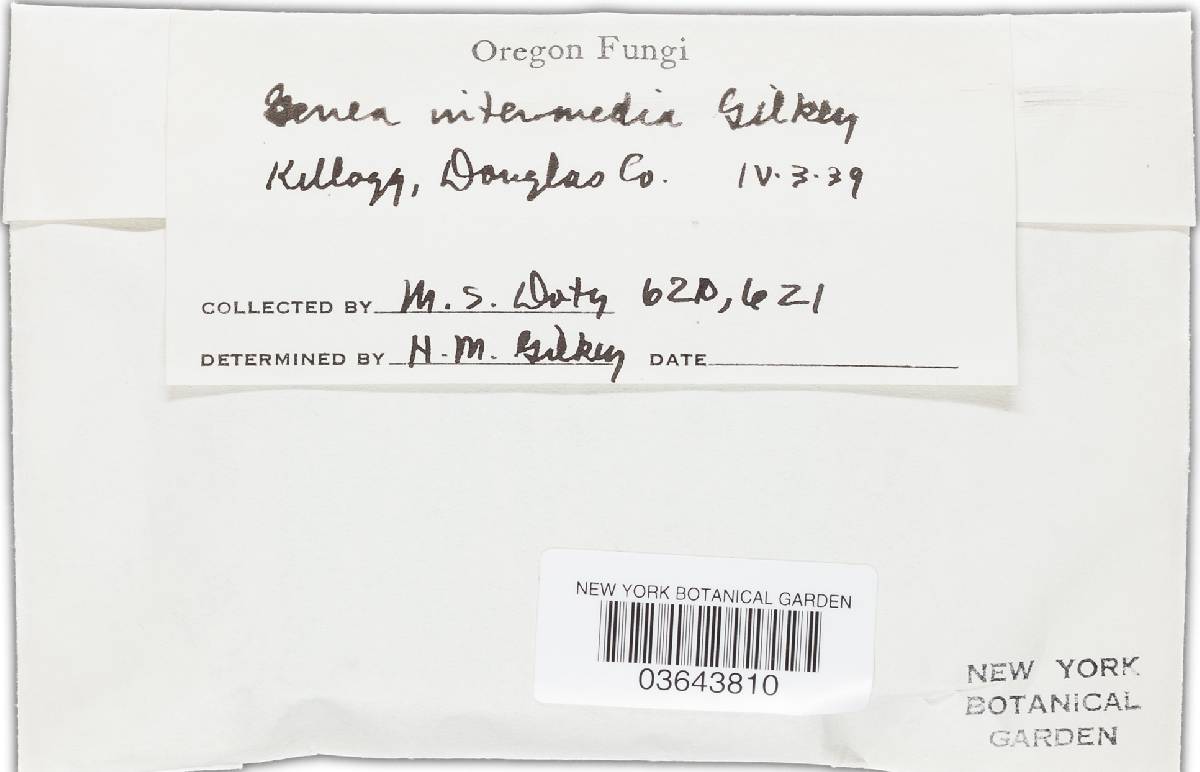 Oregon Fungi
Genea intermedia Gilkey
Kellogg, Douglas Co. IV.3.39
COLLECTED BY M. S. Doty 620, 621
DETERMINED BY H. M. Gilkey DATE
NEW YORK BOTANICAL GARDEN
03643810
NEW YORK
BOTANICAL
GARDEN